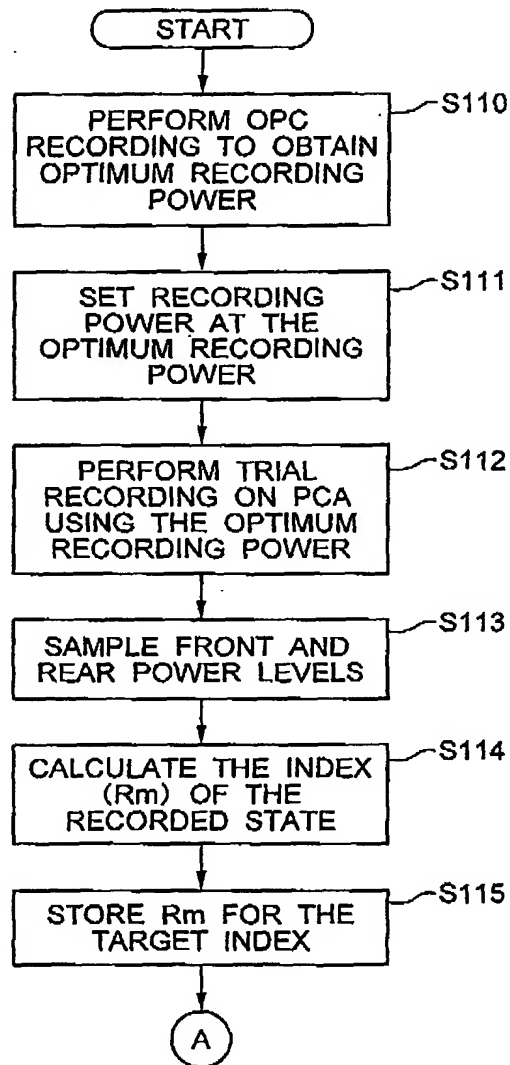 START
PERFORM OPC
RECORDING TO OBTAIN
OPTIMUM RECORDING
POWER
S110
SET RECORDING
POWER AT THE
OPTIMUM RECORDING
POWER
S111
PERFORM TRIAL
RECORDING ON PCA
USING THE OPTIMUM
RECORDING POWER
S112
SAMPLE FRONT AND
REAR POWER LEVELS
S113
CALCULATE THE INDEX
(Rm) OF THE
RECORDED STATE
S114
STORE Rm FOR THE
TARGET INDEX
S115
A